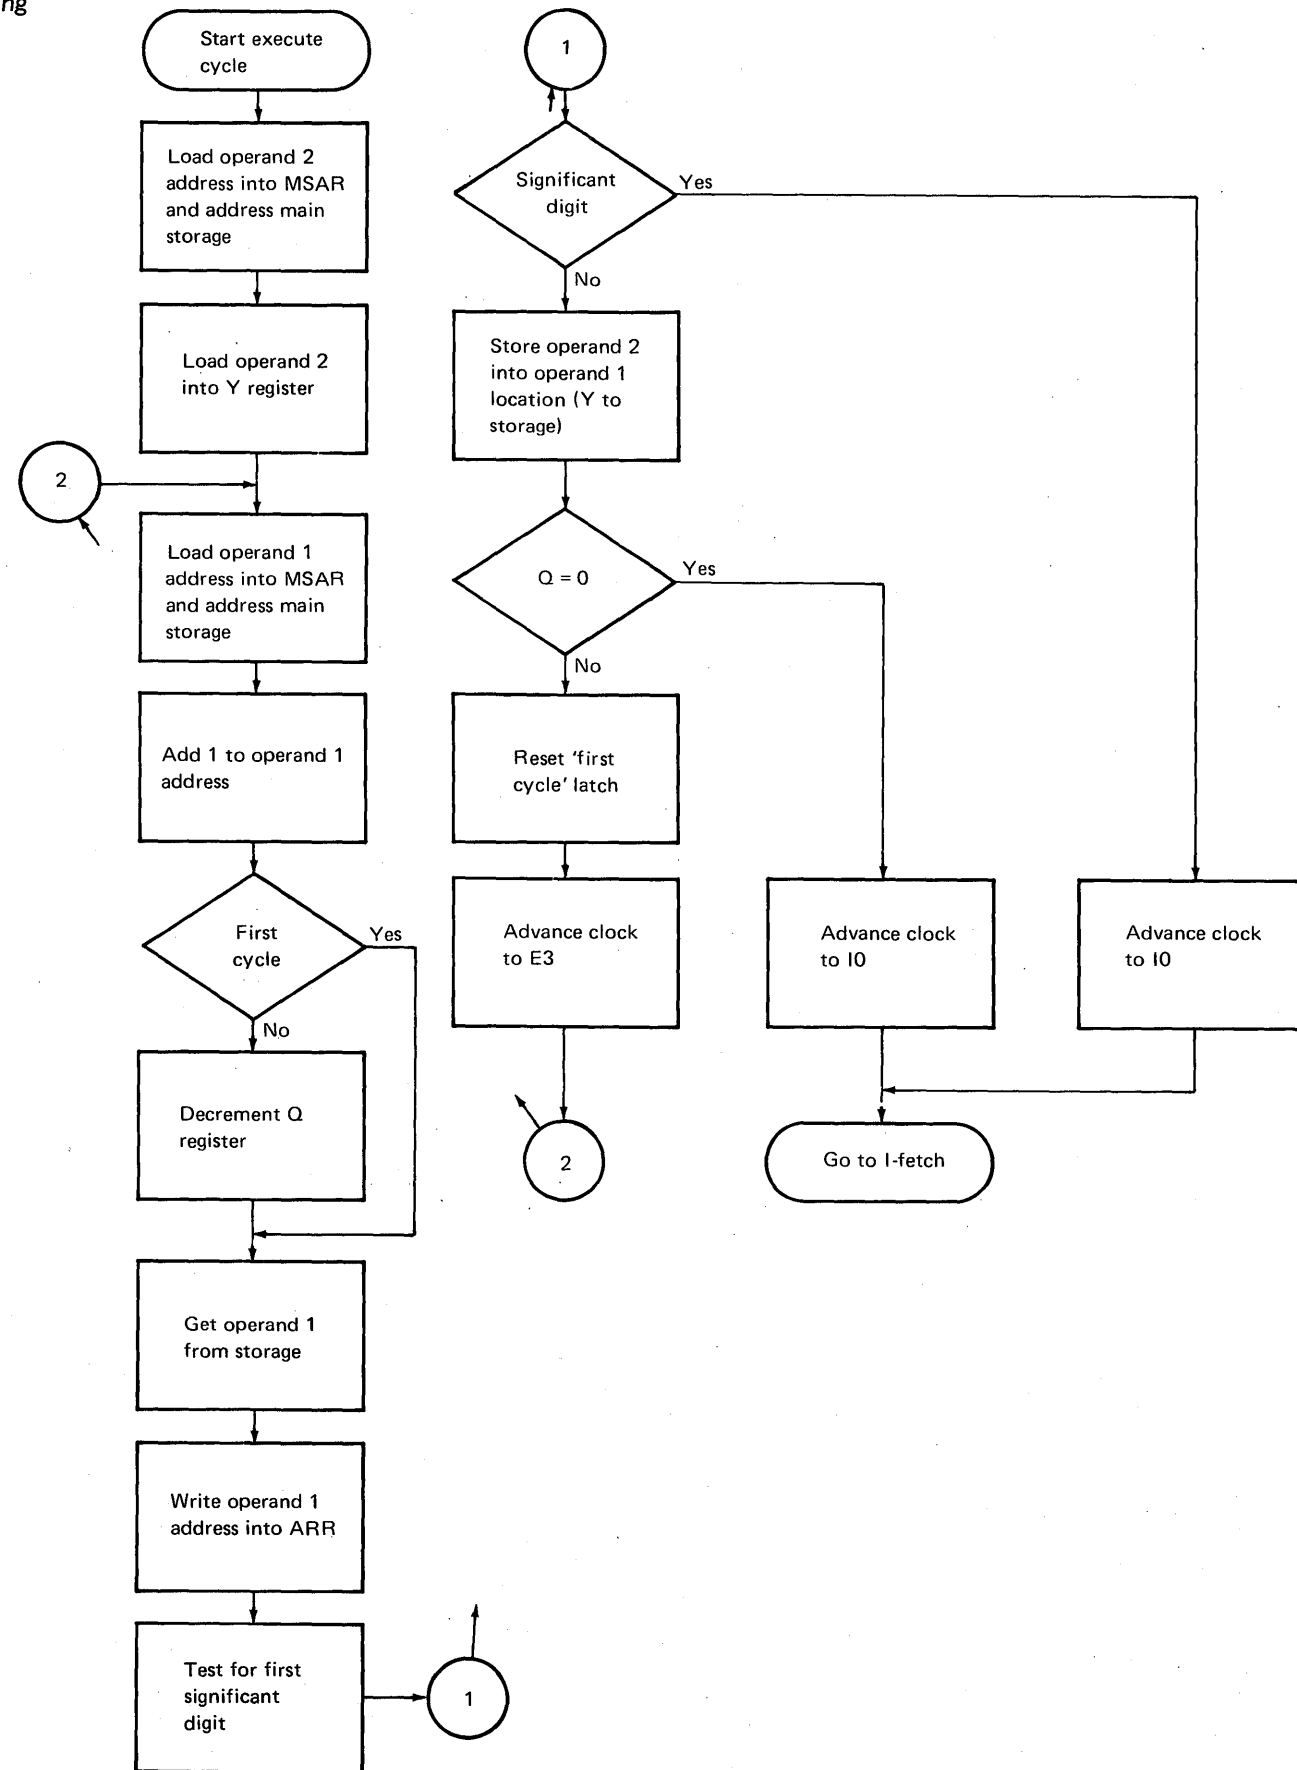 ng
Start execute
cycle
Load operand 2
address into MSAR
and address main
storage
Load operand 2
into Y register
2
Load operand 1
address into MSAR
and address main
storage
Add 1 to operand 1
address
First
cycle
Yes
No
Decrement Q
register
Get operand 1
from storage
Write operand 1
address into ARR
Test for first
significant
digit
1
1
Significant
digit
Yes
No
Store operand 2
into operand 1
location (Y to
storage)
Q = 0
Yes
No
Reset 'first
cycle' latch
Advance clock
to E3
2
Advance clock
to I0
Go to I-fetch
Advance clock
to I0